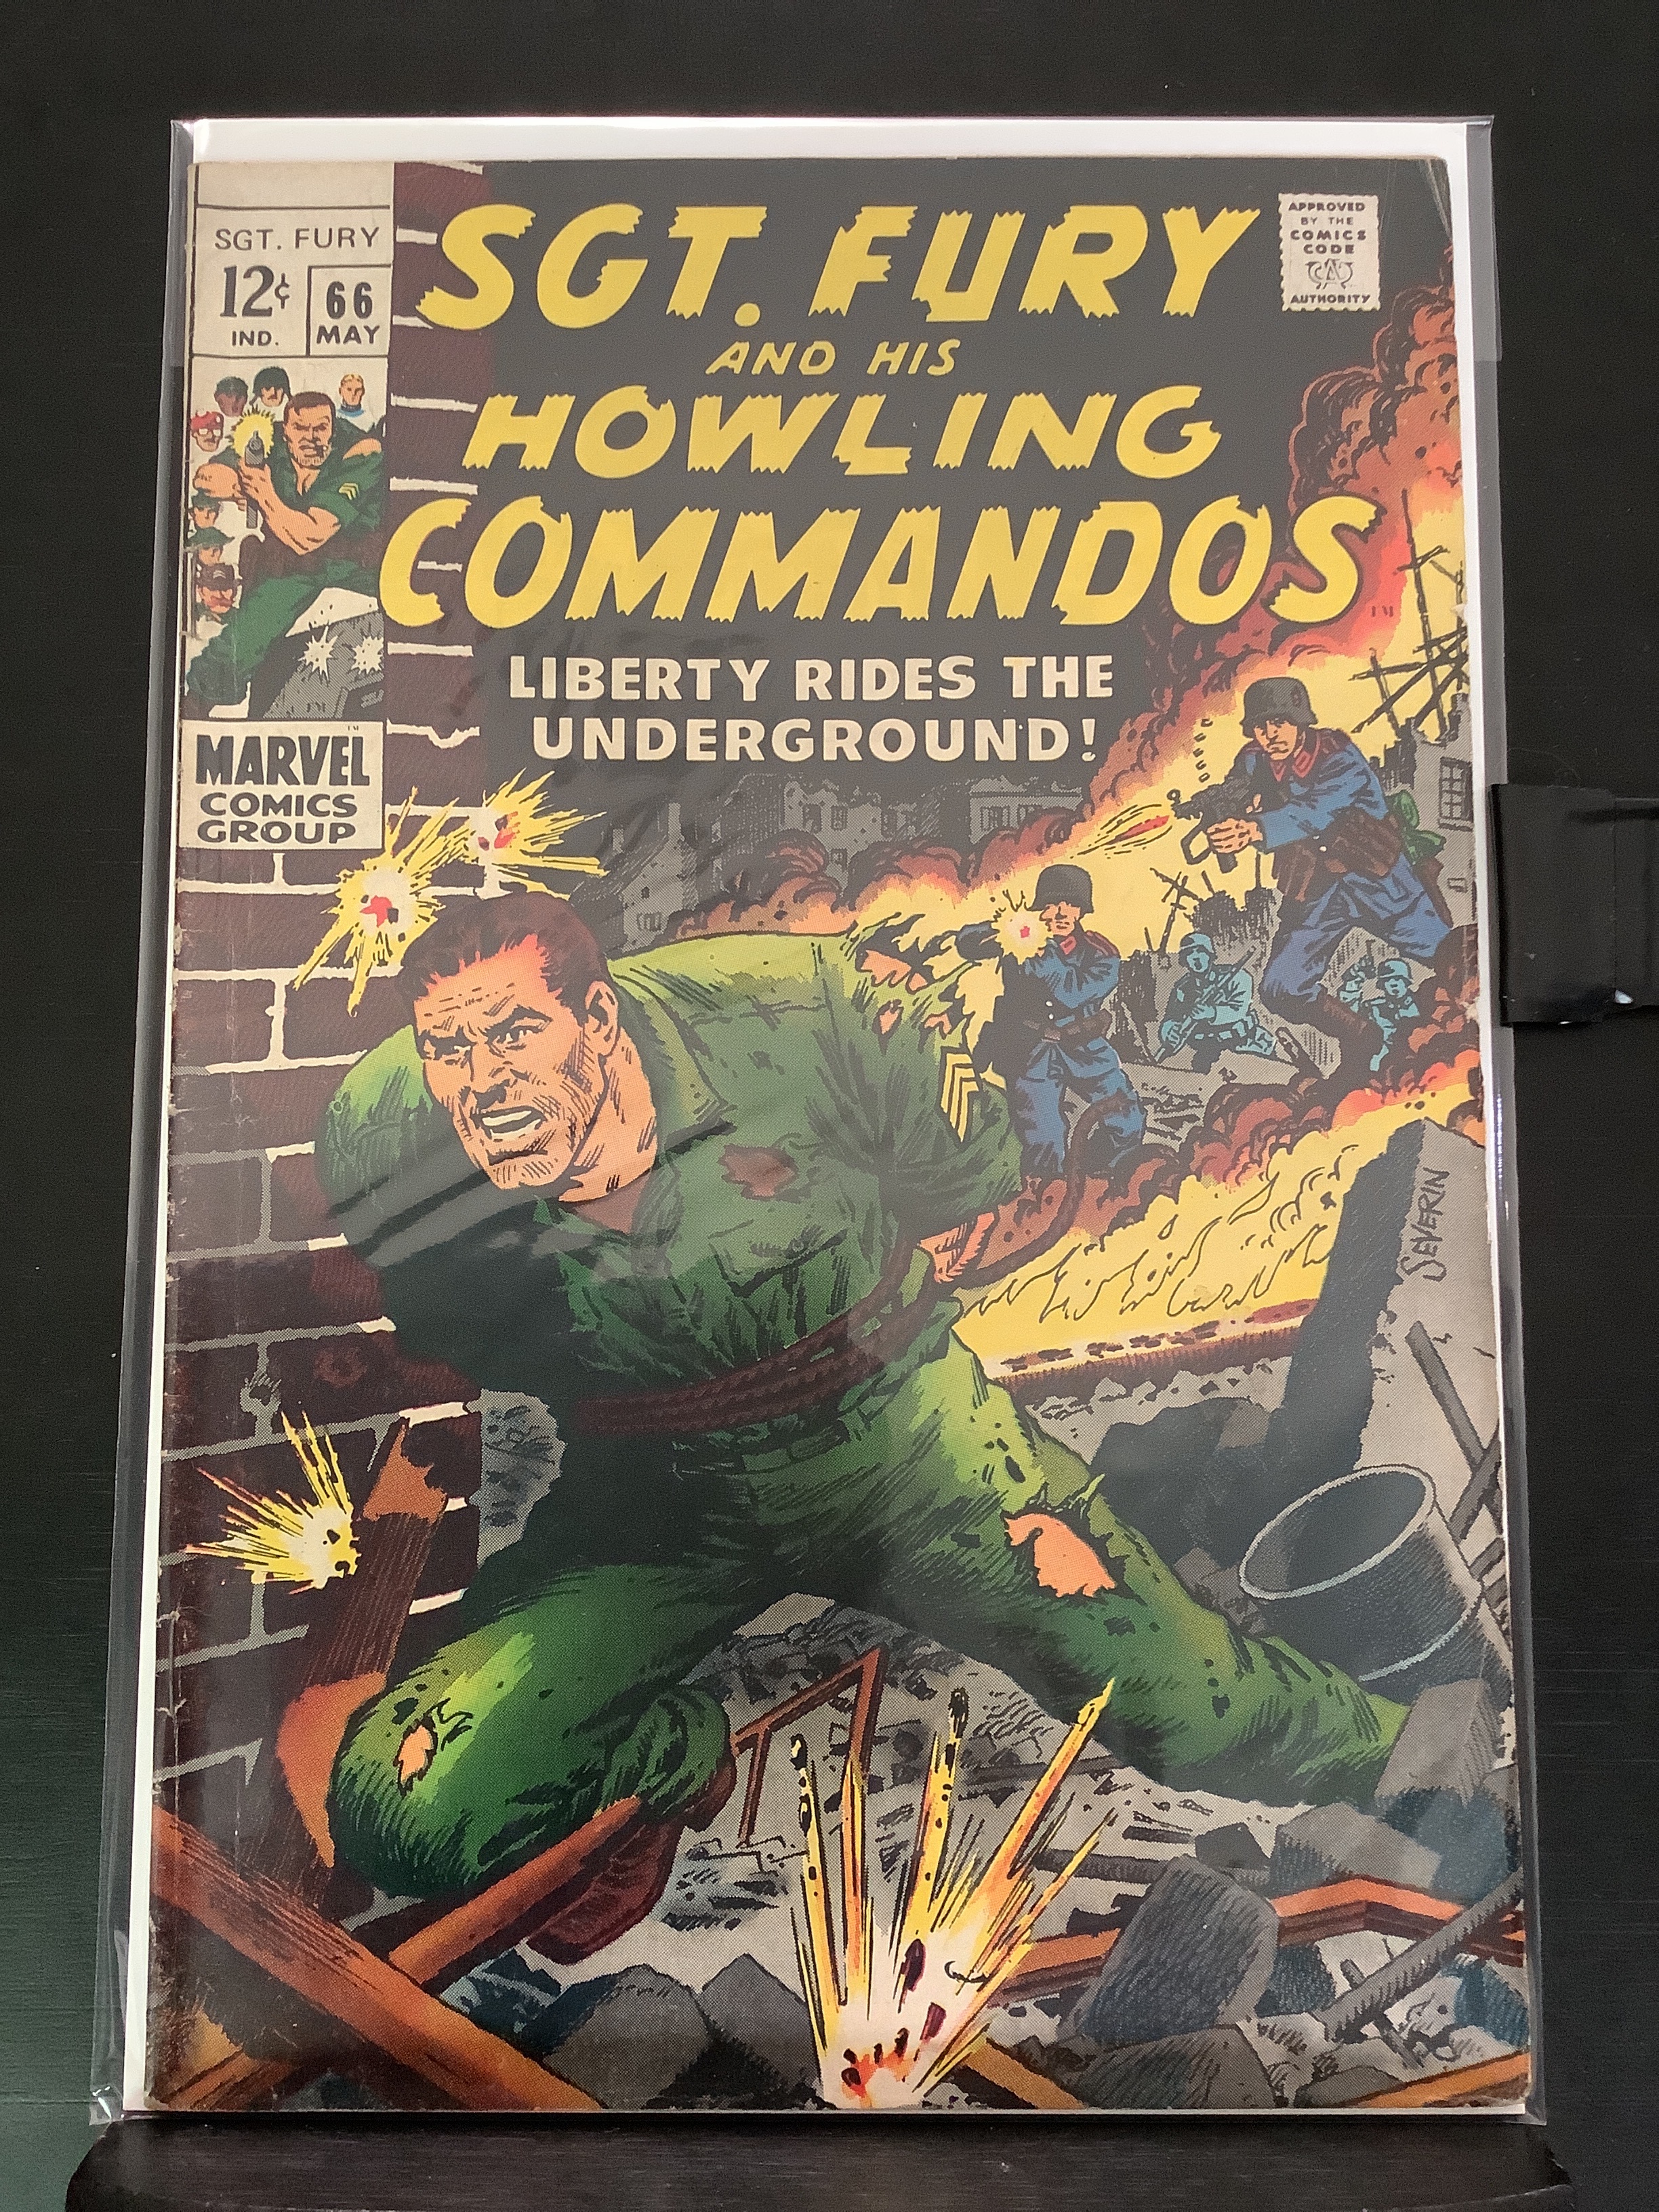 SGT. FURY
12¢
IND.
66
MAY
MARVEL
COMICS
GROUP
SGT. FURY
AND HIS
HOWLING
COMMANDOS
TM
LIBERTY RIDES THE
UNDERGROUND!
APPROVED
BY THE
COMICS
CODE
AUTHORITY
SEVERIN